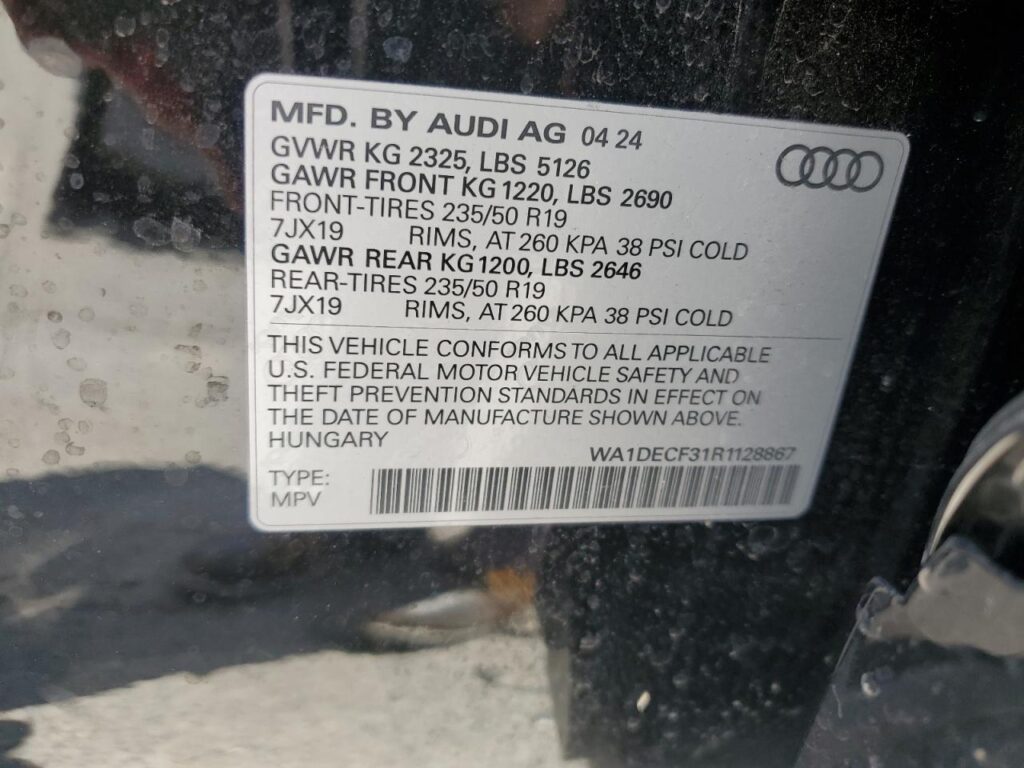 MFD. BY AUDI AG 04 24
GVWR KG 2325, LBS 5126
GAWR FRONT KG 1220, LBS 2690
FRONT-TIRES 235/50 R19
7JX19 RIMS, AT 260 KPA 38 PSI COLD
GAWR REAR KG 1200, LBS 2646
REAR-TIRES 235/50 R19
7JX19 RIMS, AT 260 KPA 38 PSI COLD
THIS VEHICLE CONFORMS TO ALL APPLICABLE
U.S. FEDERAL MOTOR VEHICLE SAFETY AND
THEFT PREVENTION STANDARDS IN EFFECT ON
THE DATE OF MANUFACTURE SHOWN ABOVE.
HUNGARY
WA1DECF31R1128867
TYPE:
MPV